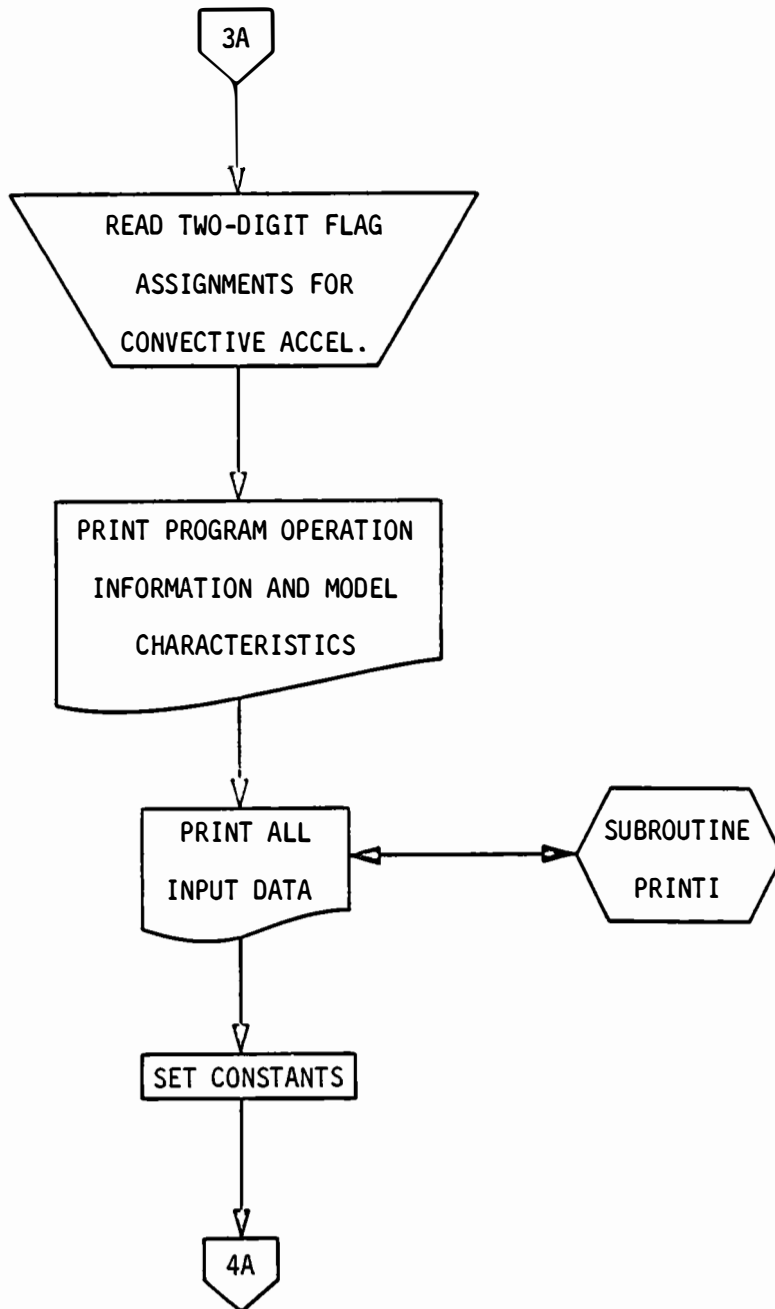 3A
READ TWO-DIGIT FLAG
ASSIGNMENTS FOR
CONVECTIVE ACCEL.
PRINT PROGRAM OPERATION
INFORMATION AND MODEL
CHARACTERISTICS
PRINT ALL
INPUT DATA
SUBROUTINE
PRINTI
SET CONSTANTS
4A